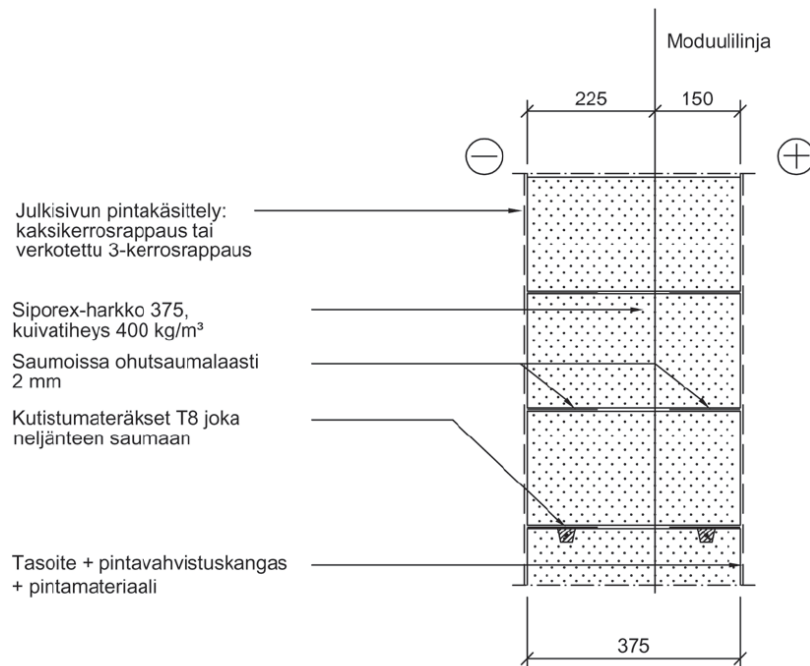 Moduulilinja
225
150
Julkisivun pintakäsittely:
kaksikerrosrappaus tai
verkotettu 3-kerrosrappaus
Siporex-harkko 375,
kuivatiheys 400 kg/m³
Saumoissa ohutsaumalaasti
2 mm
Kutistumateräkset T8 joka
neljänteen saumaan
Tasoite + pintavahvistuskangas
+ pintamateriaali
375